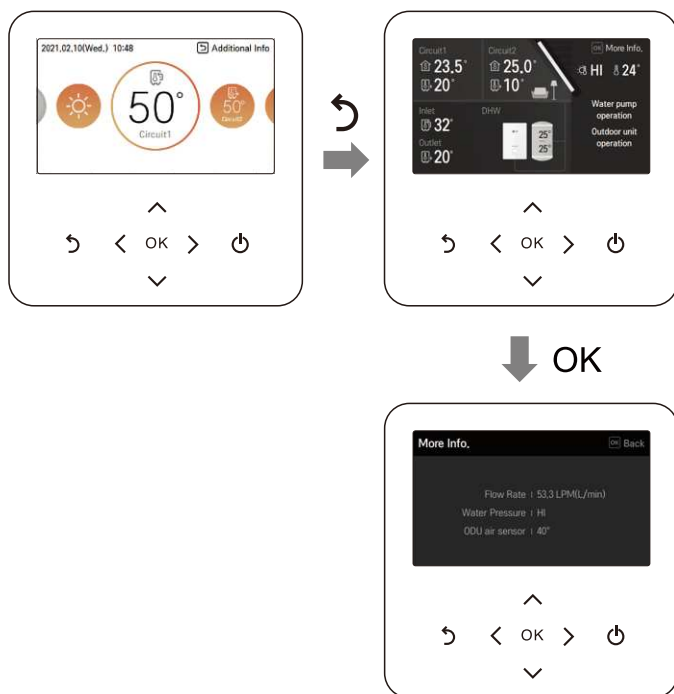 2021.02.10(Wed.) 10:48 Additional Info
50°
Circuit1
50°
Circuit2
OK
Circuit1 Circuit2 OK More Info.
23.5° 25.0° HI 24°
20° 10°
Water pump
operation
Outdoor unit
operation
Inlet DHW
32°
Outlet
20°
25°
25°
OK
OK
More Info. OK Back
Flow Rate 53.3 LPM(L/min)
Water Pressure HI
ODU air sensor 40°
OK